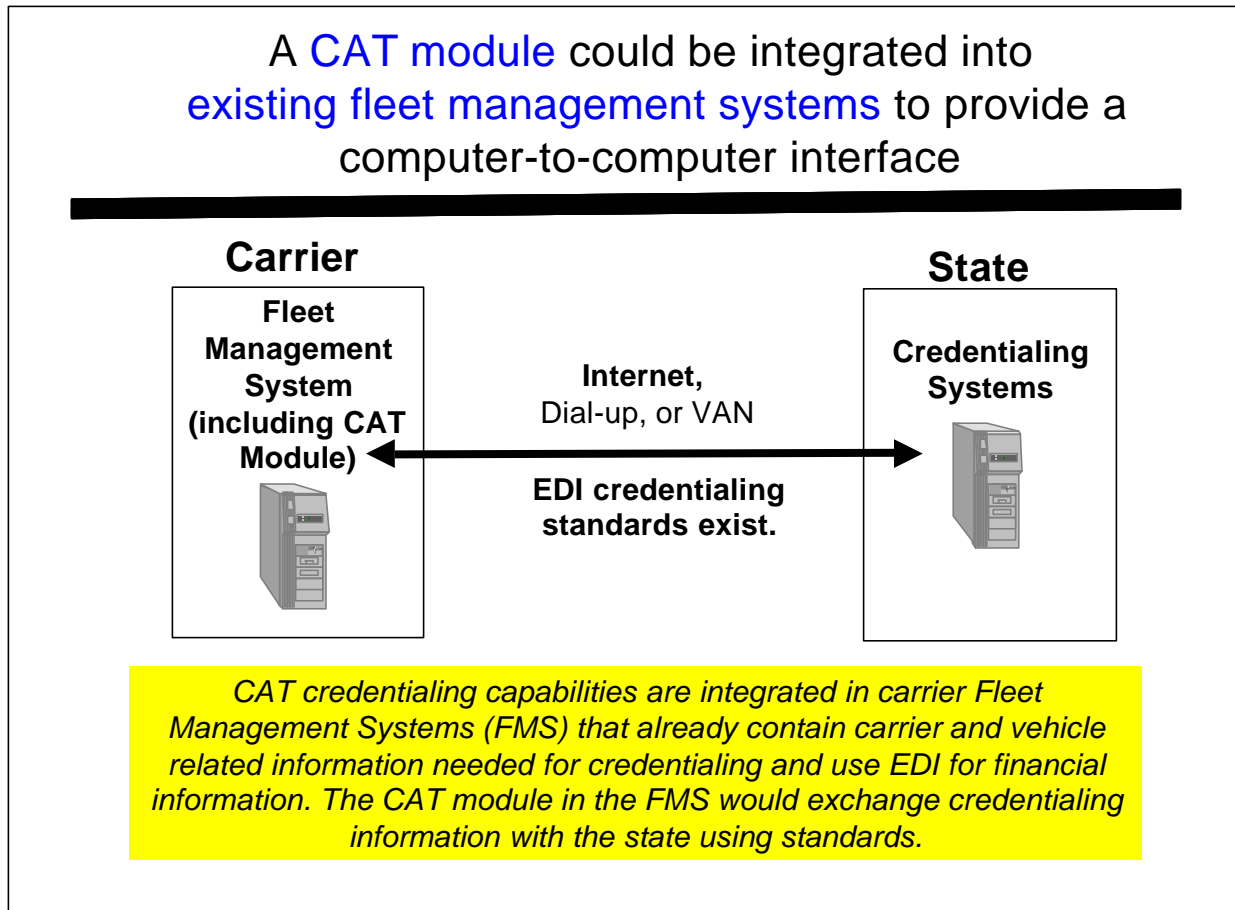 A CAT module could be integrated into
existing fleet management systems to provide a
computer-to-computer interface
Carrier
Fleet
Management
System
(including CAT
Module)
Internet,
Dial-up, or VAN
EDI credentialing
standards exist.
State
Credentialing
Systems
CAT credentialing capabilities are integrated in carrier Fleet
Management Systems (FMS) that already contain carrier and vehicle
related information needed for credentialing and use EDI for financial
information. The CAT module in the FMS would exchange credentialing
information with the state using standards.